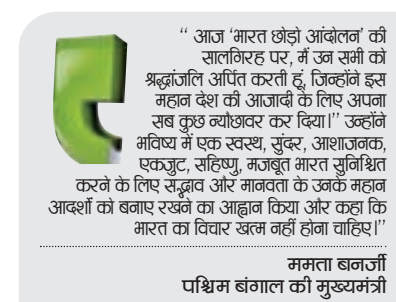 “ आज ‘भारत छोड़ो आंदोलन’ की
सालगिरह पर, मैं उन सभी को
श्रद्धांजलि अर्पित करती हूं, जिन्होंने इस
महान देश की आजादी के लिए अपना
सब कुछ न्यौछावर कर दिया।’’ उन्होंने
भविष्य में एक स्वस्थ, सुंदर, आशाजनक,
एकजुट, सहिष्णु, मजबूत भारत सुनिश्चित
करने के लिए सद्भाव और मानवता के उनके महान
आदर्शो को बनाए रखने का आह्वान किया और कहा कि
भारत का विचार खत्म नहीं होना चाहिए।’’
ममता बनर्जी
पश्चिम बंगाल की मुख्यमंत्री